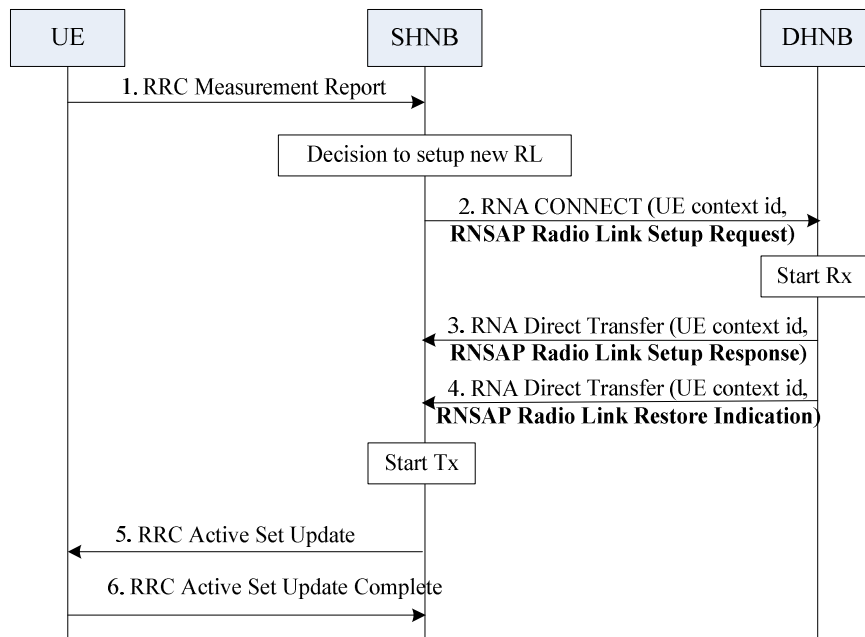 UE
SHNB
DHNB
1. RRC Measurement Report
Decision to setup new RL
2. RNA CONNECT (UE context id,
RNSAP Radio Link Setup Request)
Start Rx
3. RNA Direct Transfer (UE context id,
RNSAP Radio Link Setup Response)
4. RNA Direct Transfer (UE context id,
RNSAP Radio Link Restore Indication)
Start Tx
5. RRC Active Set Update
6. RRC Active Set Update Complete